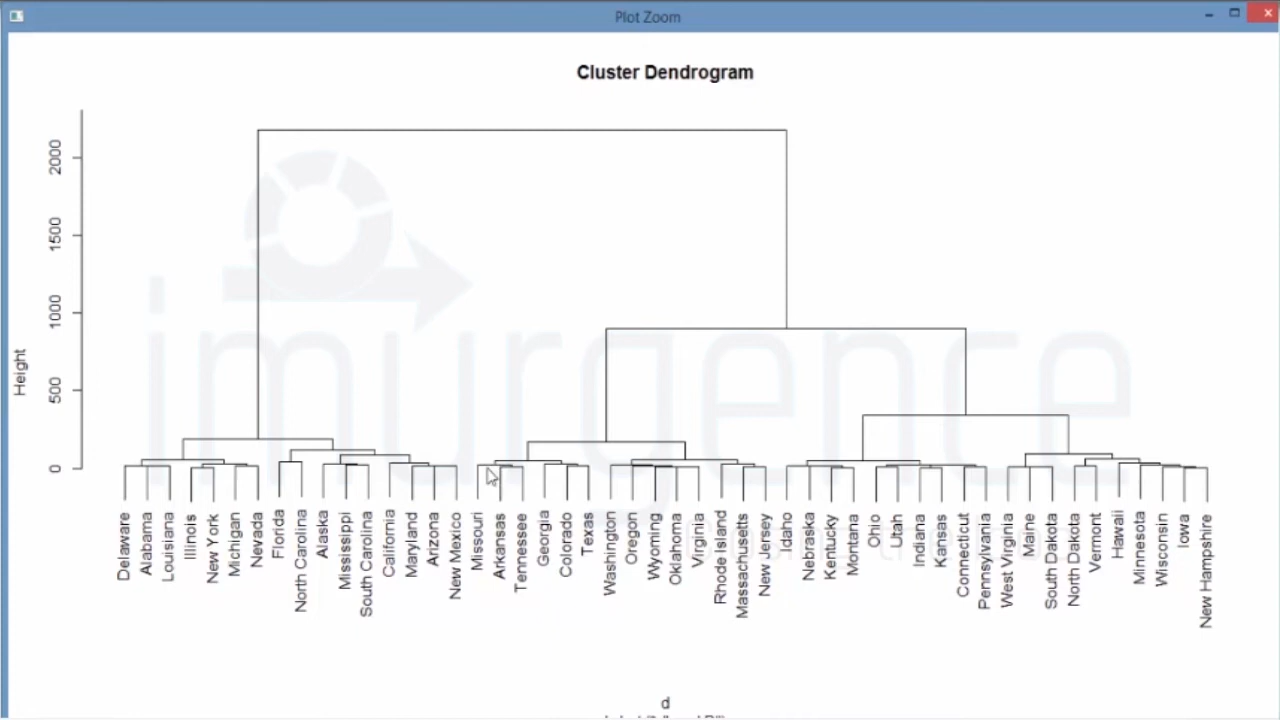 Plot Zoom
Cluster Dendrogram
Height
2000
1500
1000
500
0
Delaware
Alabama
Louisiana
Illinois
New York
Michigan
Nevada
Florida
North Carolina
Alaska
Mississippi
South Carolina
California
Maryland
Arizona
New Mexico
Missouri
Arkansas
Tennessee
Georgia
Colorado
Texas
Washington
Oregon
Wyoming
Oklahoma
Virginia
Rhode Island
Massachusetts
New Jersey
Idaho
Nebraska
Kentucky
Montana
Ohio
Utah
Indiana
Kansas
Connecticut
Pennsylvania
West Virginia
Maine
South Dakota
North Dakota
Vermont
Hawaii
Minnesota
Wisconsin
Iowa
New Hampshire
imurgence
d